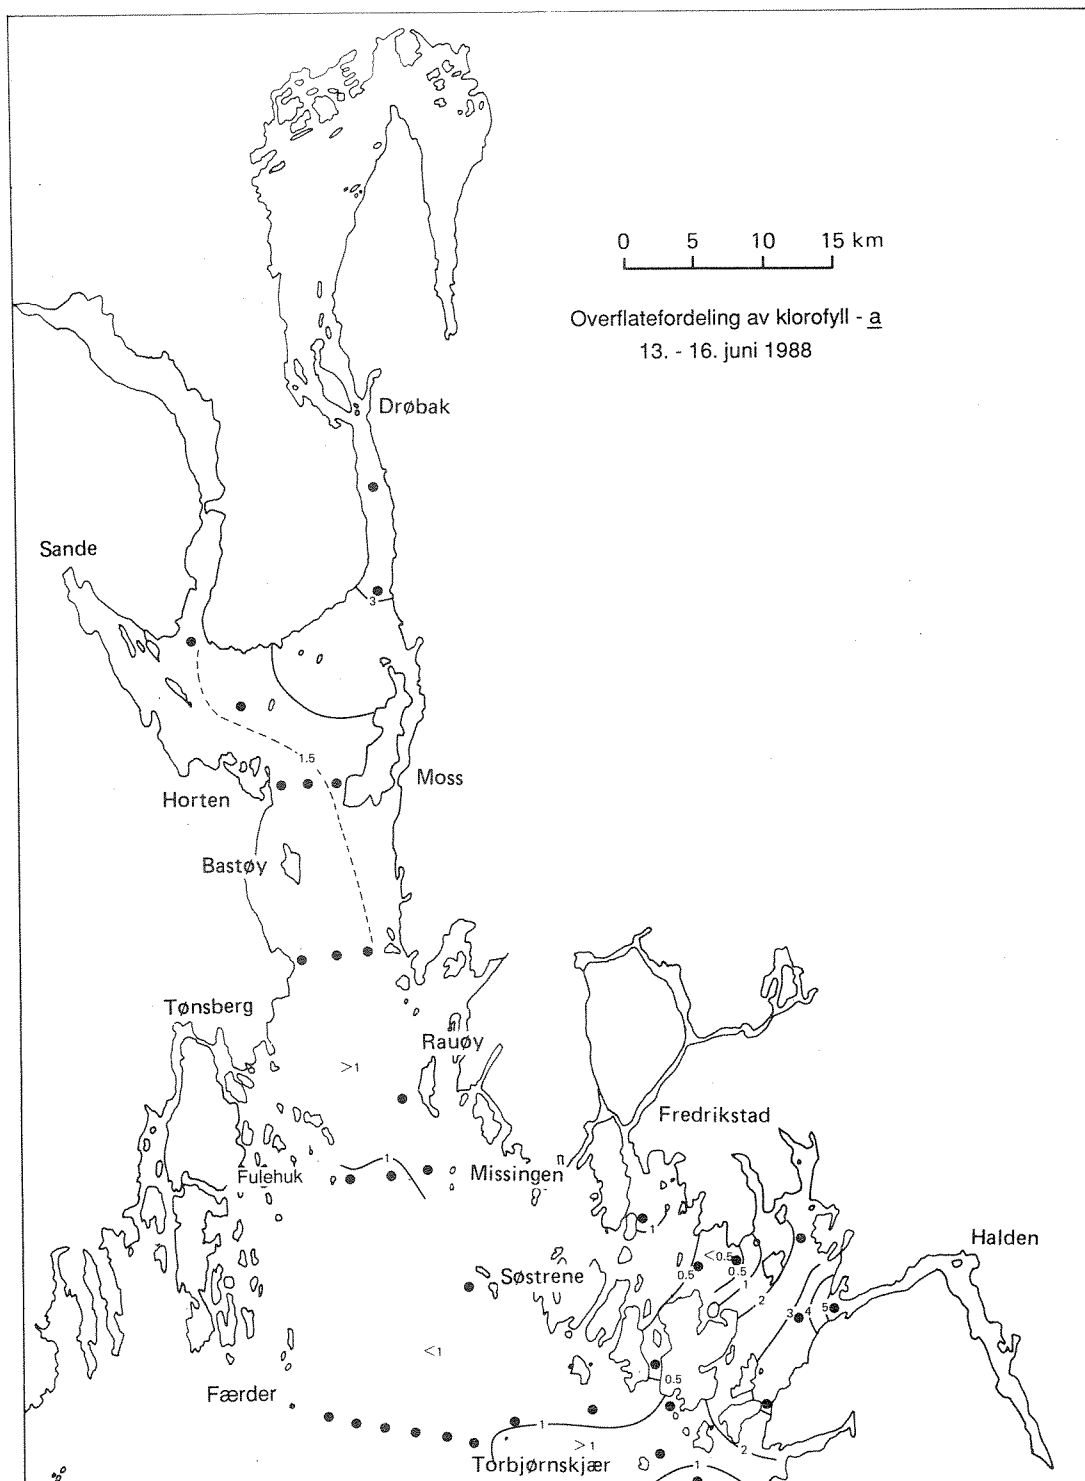 0 5 10 15 km
Overflatefordeling av klorofyll - a
13. - 16. juni 1988
Drøbak
Sande
3
1.5
Moss
Horten
Bastøy
Tønsberg
Rauøy
>1
Fredrikstad
1
Missingen
Fulehuk
1
Halden
<0.5
0.5
0.5
Søstrene
1
2
3
4
5
<1
0.5
Færder
1
2
>1
Torbjørnskjær
1